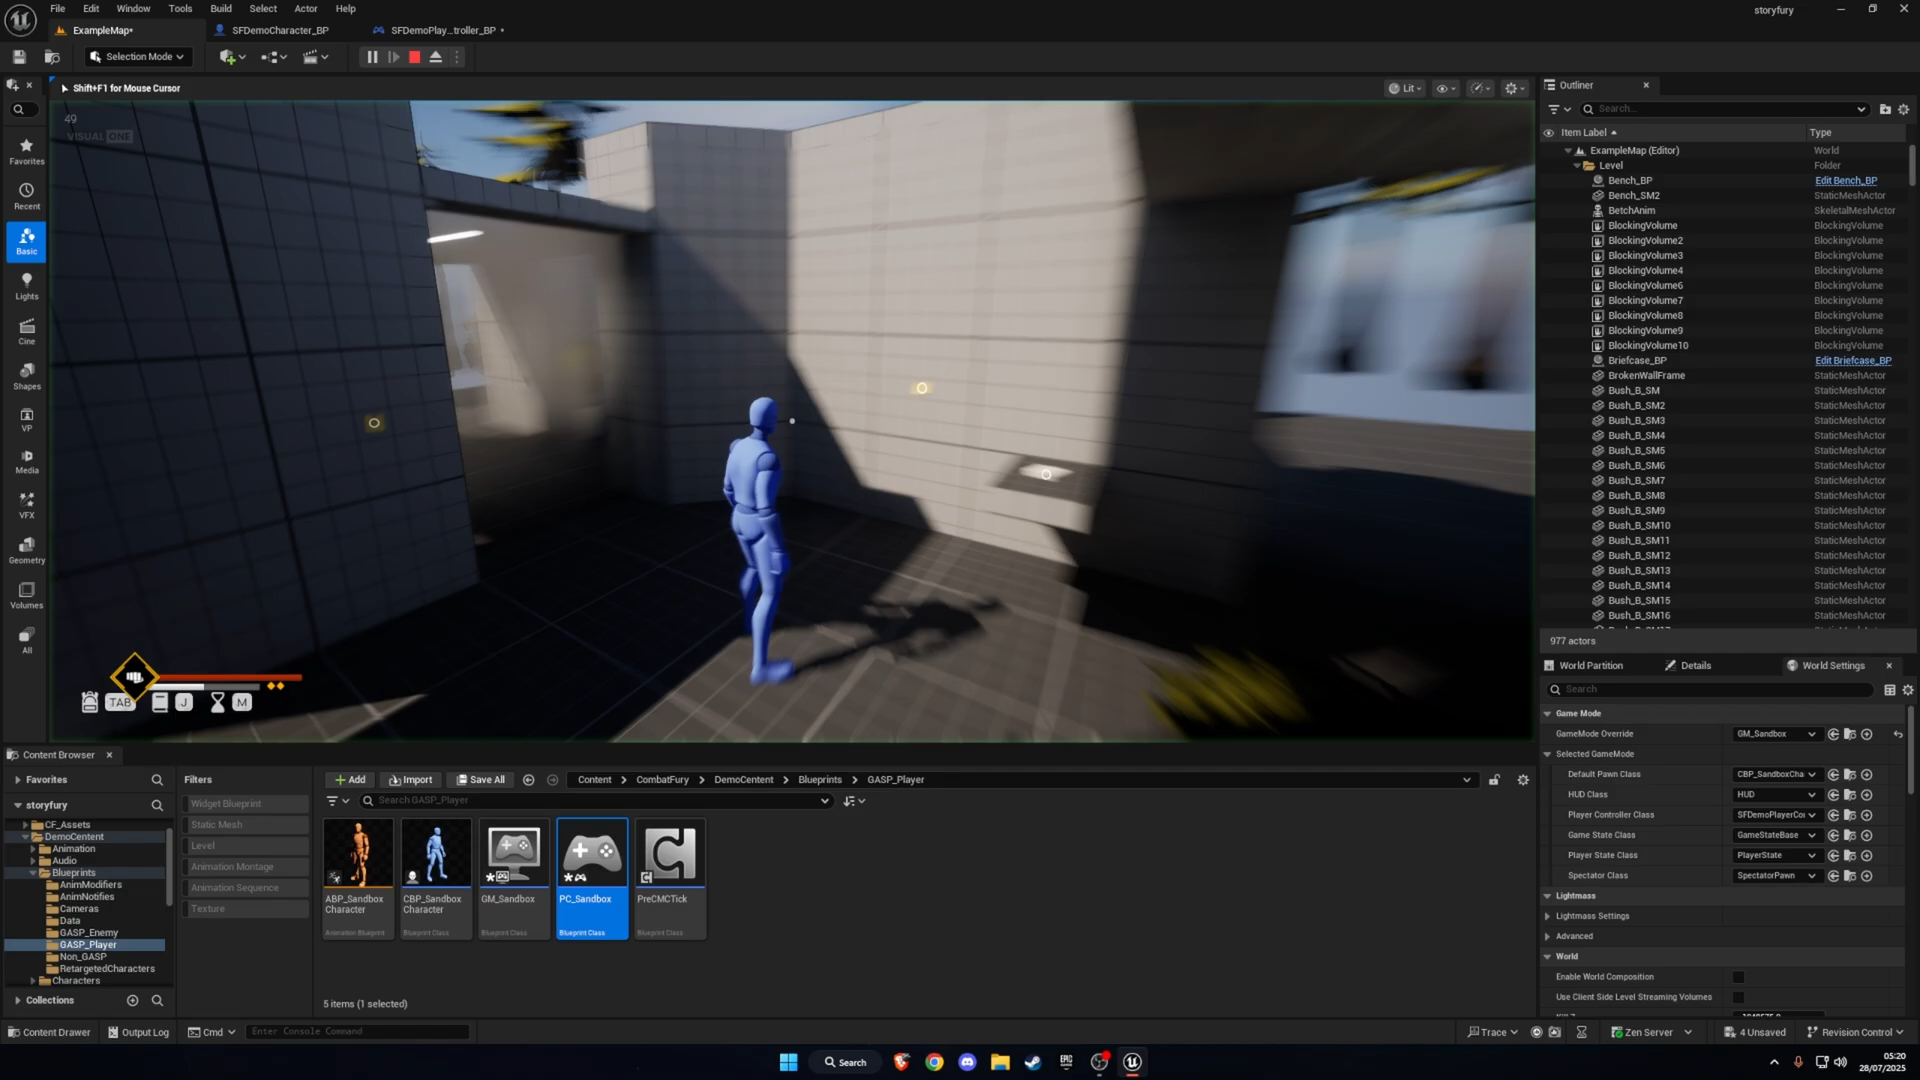 File Edit Window Tools Build Select Actor Help
storyfury
ExampleMap* SFDemoCharacter_BP SFDemoPlay...troller_BP •
Selection Mode
Shift+F1 for Mouse Cursor
Lit
49
VISUAL ONE
Favorites
Recent
Basic
Lights
Cine
Shapes
VP
Media
VFX
Geometry
Volumes
All
TAB J M
Outliner
Search...
Item Label Type
ExampleMap (Editor) World
Level Folder
Bench_BP Edit Bench_BP
Bench_SM2 StaticMeshActor
BetchAnim SkeletalMeshActor
BlockingVolume BlockingVolume
BlockingVolume2 BlockingVolume
BlockingVolume3 BlockingVolume
BlockingVolume4 BlockingVolume
BlockingVolume6 BlockingVolume
BlockingVolume7 BlockingVolume
BlockingVolume8 BlockingVolume
BlockingVolume9 BlockingVolume
BlockingVolume10 BlockingVolume
Briefcase_BP Edit Briefcase_BP
BrokenWallFrame StaticMeshActor
Bush_B_SM StaticMeshActor
Bush_B_SM2 StaticMeshActor
Bush_B_SM3 StaticMeshActor
Bush_B_SM4 StaticMeshActor
Bush_B_SM5 StaticMeshActor
Bush_B_SM6 StaticMeshActor
Bush_B_SM7 StaticMeshActor
Bush_B_SM8 StaticMeshActor
Bush_B_SM9 StaticMeshActor
Bush_B_SM10 StaticMeshActor
Bush_B_SM11 StaticMeshActor
Bush_B_SM12 StaticMeshActor
Bush_B_SM13 StaticMeshActor
Bush_B_SM14 StaticMeshActor
Bush_B_SM15 StaticMeshActor
Bush_B_SM16 StaticMeshActor
977 actors
World Partition Details World Settings
Search
Game Mode
GameMode Override GM_Sandbox
Selected GameMode
Default Pawn Class CBP_SandboxCha
HUD Class HUD
Player Controller Class SFDemoPlayerCo
Game State Class GameStateBase
Player State Class PlayerState
Spectator Class SpectatorPawn
Lightmass
Lightmass Settings
Advanced
World
Enable World Composition
Use Client Side Level Streaming Volumes
Content Browser
Favorites
storyfury
CF_Assets
DemoContent
Animation
Audio
Blueprints
AnimModifiers
AnimNotifies
Cameras
Data
GASP_Enemy
GASP_Player
Non_GASP
RetargetedCharacters
Characters
Collections
Filters
Widget Blueprint
Static Mesh
Level
Animation Montage
Animation Sequence
Texture
Add Import Save All Content CombatFury DemoContent Blueprints GASP_Player
Search GASP_Player
ABP_Sandbox Character Animation Blueprint
CBP_Sandbox Character Blueprint Class
GM_Sandbox Blueprint Class
PC_Sandbox Blueprint Class
PreCMCTick Blueprint Class
5 items (1 selected)
Content Drawer Output Log Cmd Enter Console Command
Trace Zen Server 4 Unsaved Revision Control
Search
EPIC
GAMES
05:20
28/07/2025